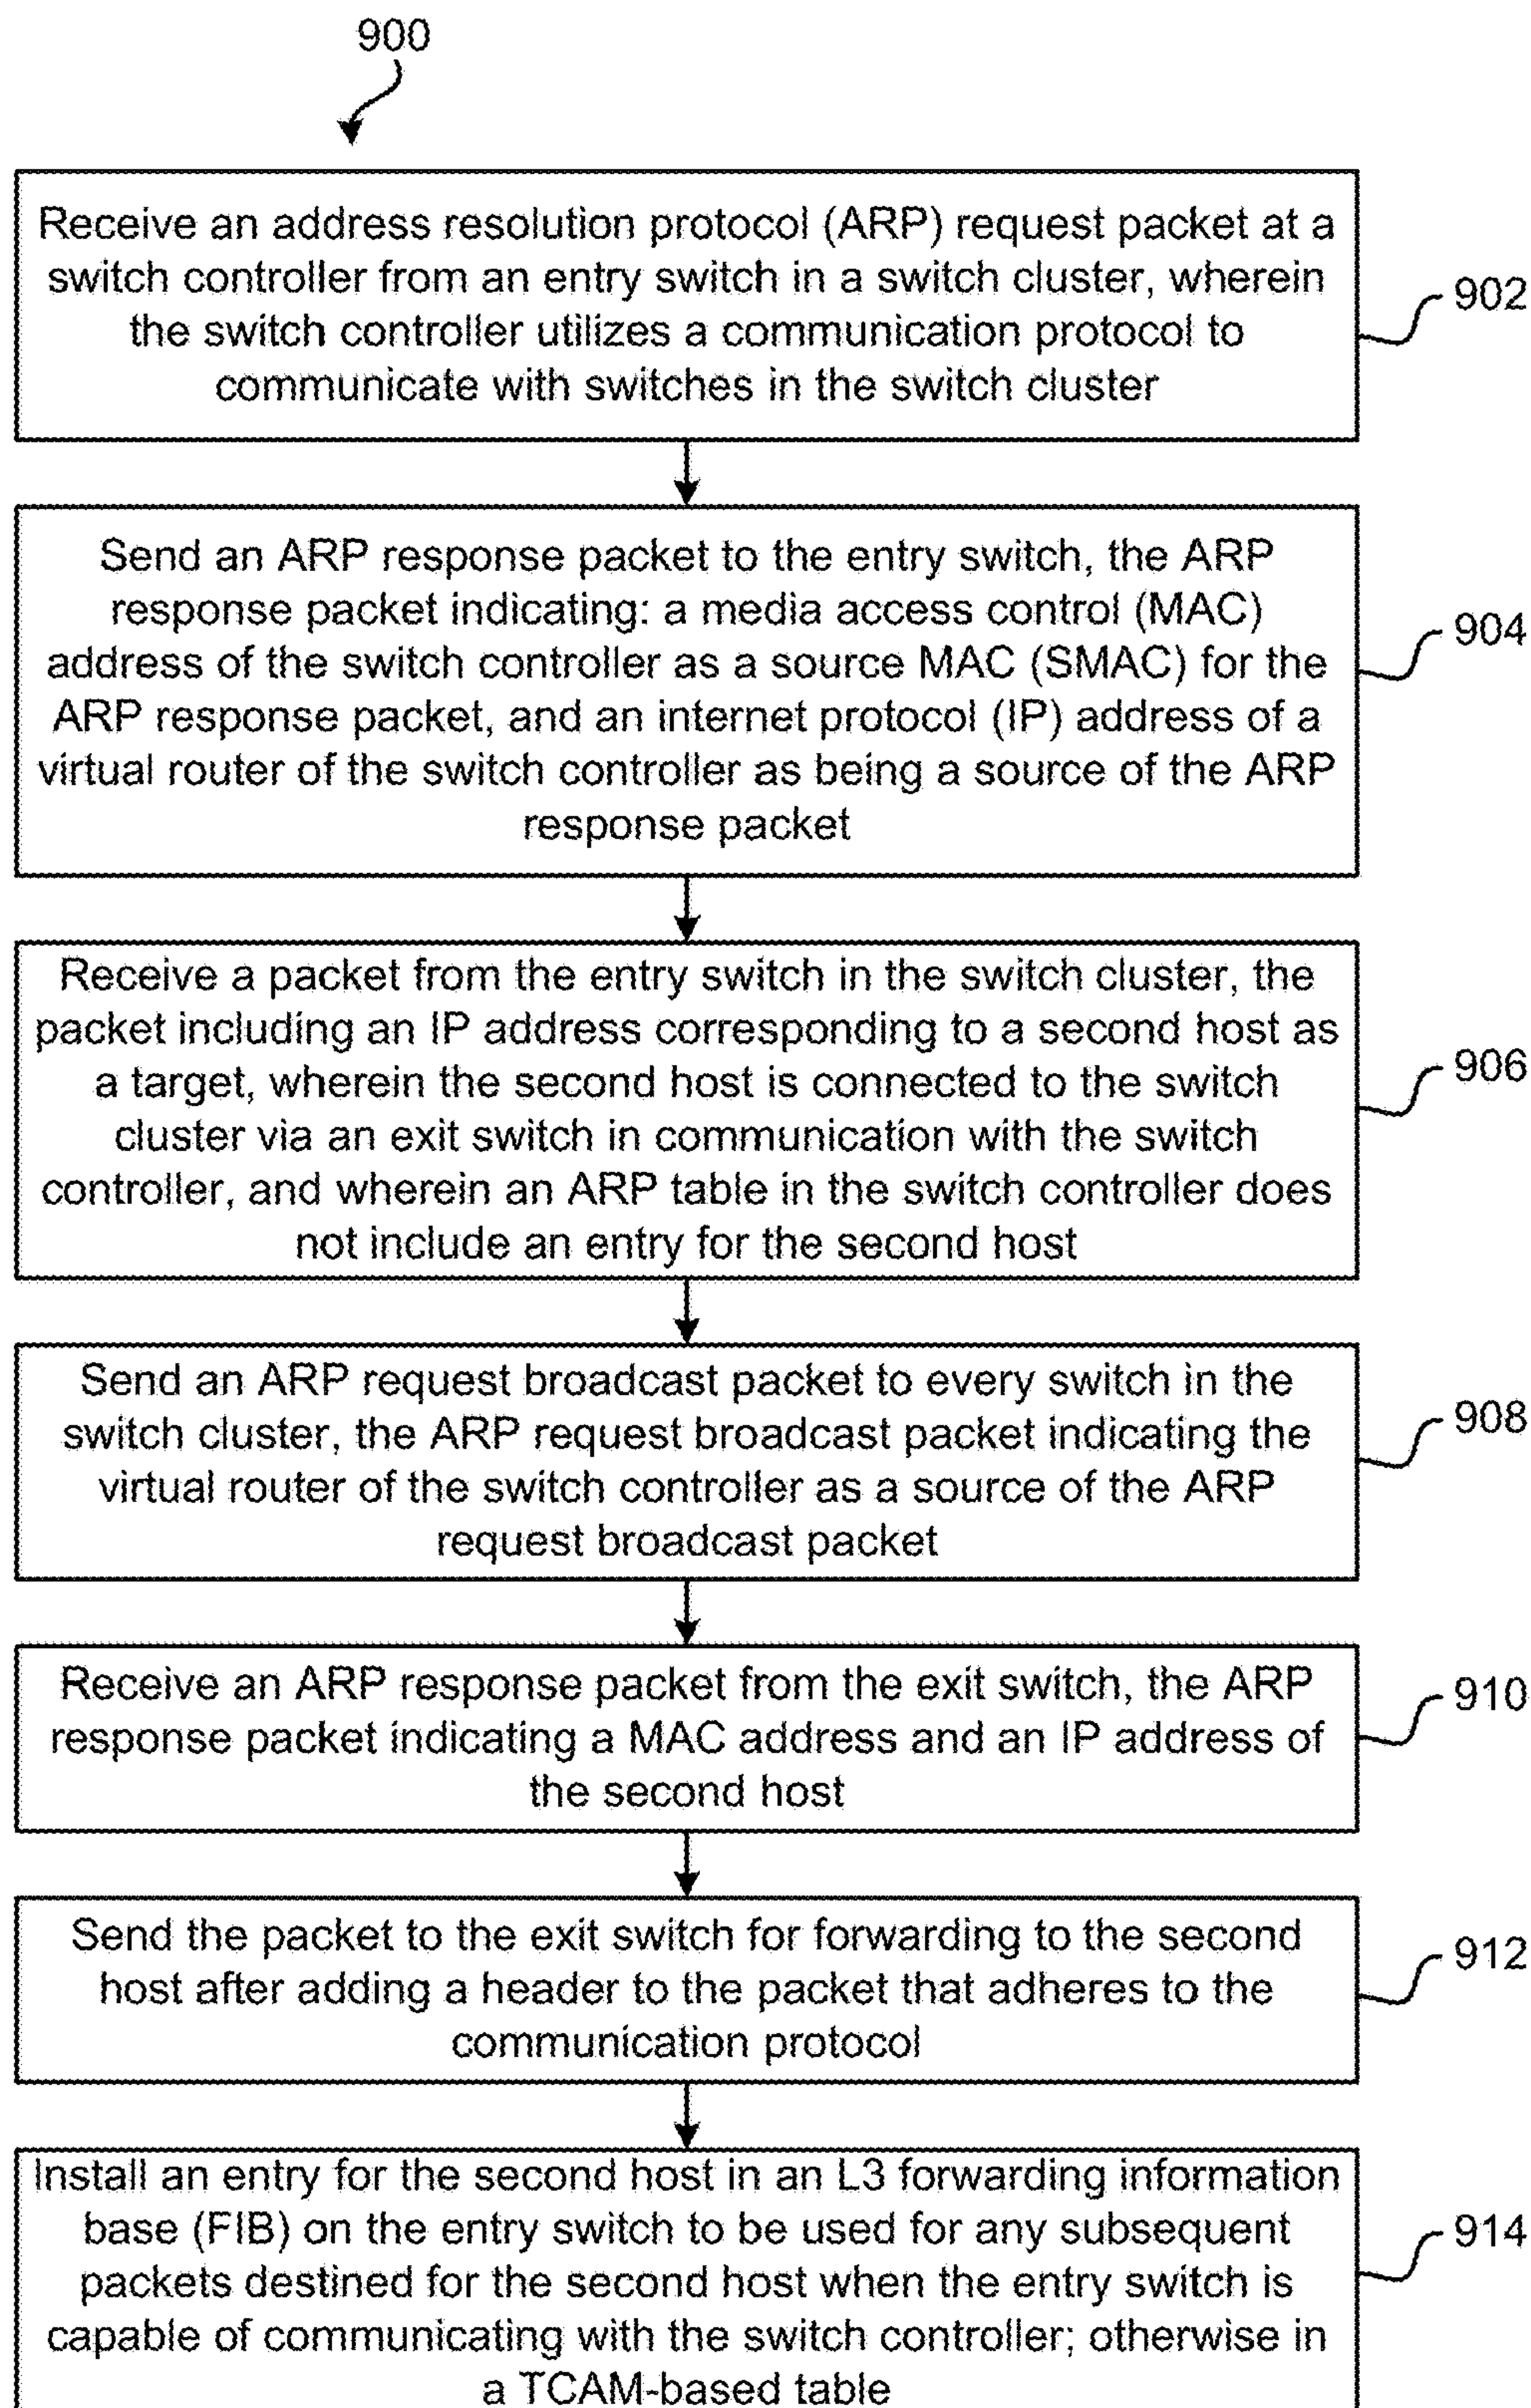 900
Receive an address resolution protocol (ARP) request packet at a
switch controller from an entry switch in a switch cluster, wherein
the switch controller utilizes a communication protocol to
communicate with switches in the switch cluster
902
Send an ARP response packet to the entry switch, the ARP
response packet indicating: a media access control (MAC)
address of the switch controller as a source MAC (SMAC) for the
ARP response packet, and an internet protocol (IP) address of a
virtual router of the switch controller as being a source of the ARP
response packet
904
Receive a packet from the entry switch in the switch cluster, the
packet including an IP address corresponding to a second host as
a target, wherein the second host is connected to the switch
cluster via an exit switch in communication with the switch
controller, and wherein an ARP table in the switch controller does
not include an entry for the second host
906
Send an ARP request broadcast packet to every switch in the
switch cluster, the ARP request broadcast packet indicating the
virtual router of the switch controller as a source of the ARP
request broadcast packet
908
Receive an ARP response packet from the exit switch, the ARP
response packet indicating a MAC address and an IP address of
the second host
910
Send the packet to the exit switch for forwarding to the second
host after adding a header to the packet that adheres to the
communication protocol
912
Install an entry for the second host in an L3 forwarding information
base (FIB) on the entry switch to be used for any subsequent
packets destined for the second host when the entry switch is
capable of communicating with the switch controller; otherwise in
a TCAM-based table
914